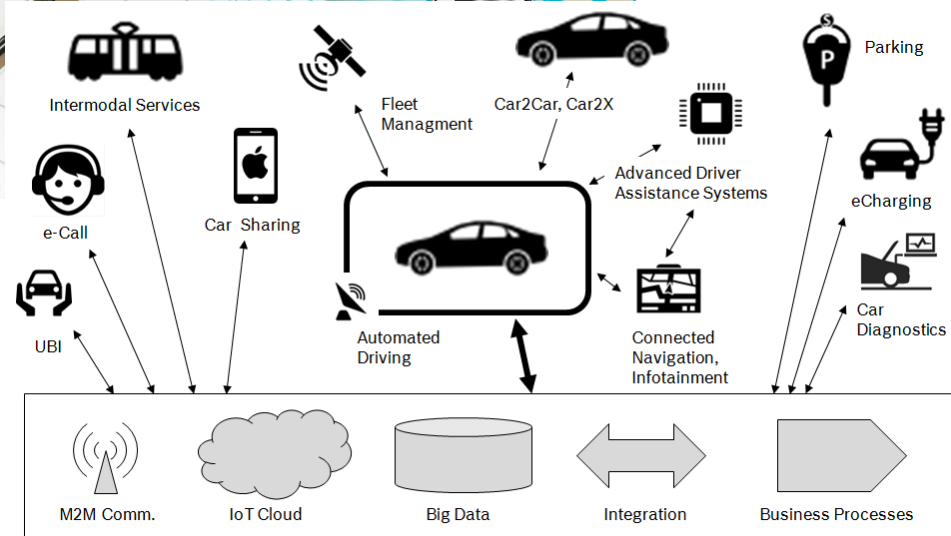 Intermodal Services
Fleet
Managment
Car2Car, Car2X
S
P
Parking
e-Call
Car Sharing
Advanced Driver
Assistance Systems
eCharging
UBI
Automated
Driving
Connected
Navigation,
Infotainment
Car
Diagnostics
M2M Comm.
IoT Cloud
Big Data
Integration
Business Processes